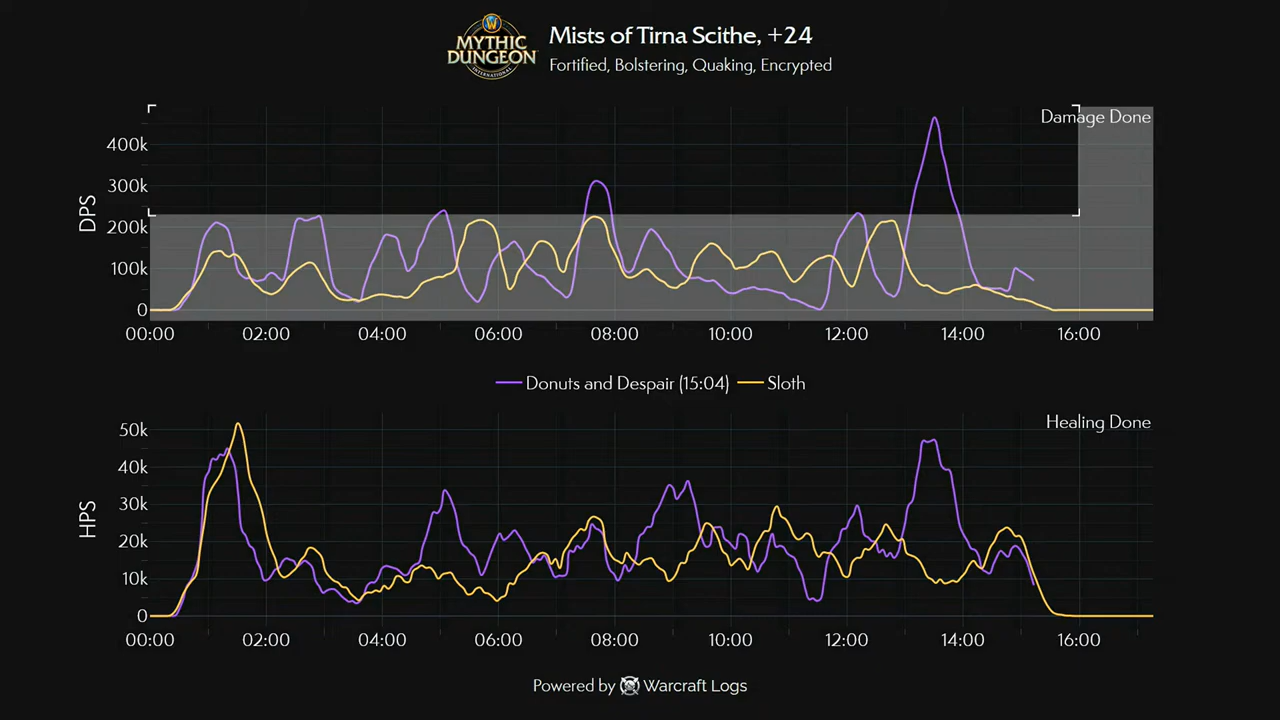 MYTHIC
DUNGEON
INTERNATIONAL
Mists of Tirna Scithe, +24
Fortified, Bolstering, Quaking, Encrypted
Damage Done
DPS
400k
300k
200k
100k
0
00:00 02:00 04:00 06:00 08:00 10:00 12:00 14:00 16:00
Donuts and Despair (15:04) Sloth
Healing Done
HPS
50k
40k
30k
20k
10k
0
00:00 02:00 04:00 06:00 08:00 10:00 12:00 14:00 16:00
Powered by Warcraft Logs